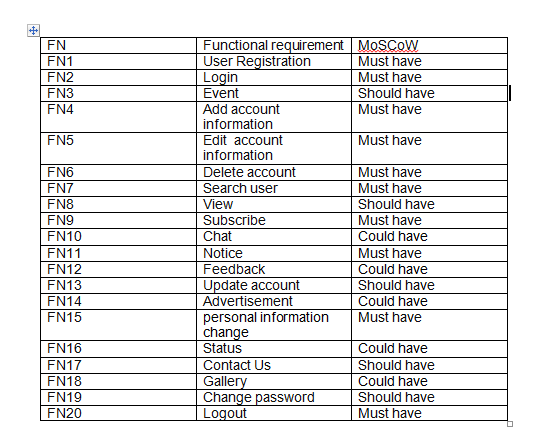 FN Functional requirement MoSCoW
FN1 User Registration Must have
FN2 Login Must have
FN3 Event Should have
FN4 Add account Must have
information
FN5 Edit account Must have
information
FN6 Delete account Must have
FN7 Search user Must have
FN8 View Should have
FN9 Subscribe Must have
FN10 Chat Could have
FN11 Notice Must have
FN12 Feedback Could have
FN13 Update account Should have
FN14 Advertisement Could have
FN15 personal information Must have
change
FN16 Status Could have
FN17 Contact Us Should have
FN18 Gallery Could have
FN19 Change password Should have
FN20 Logout Must have